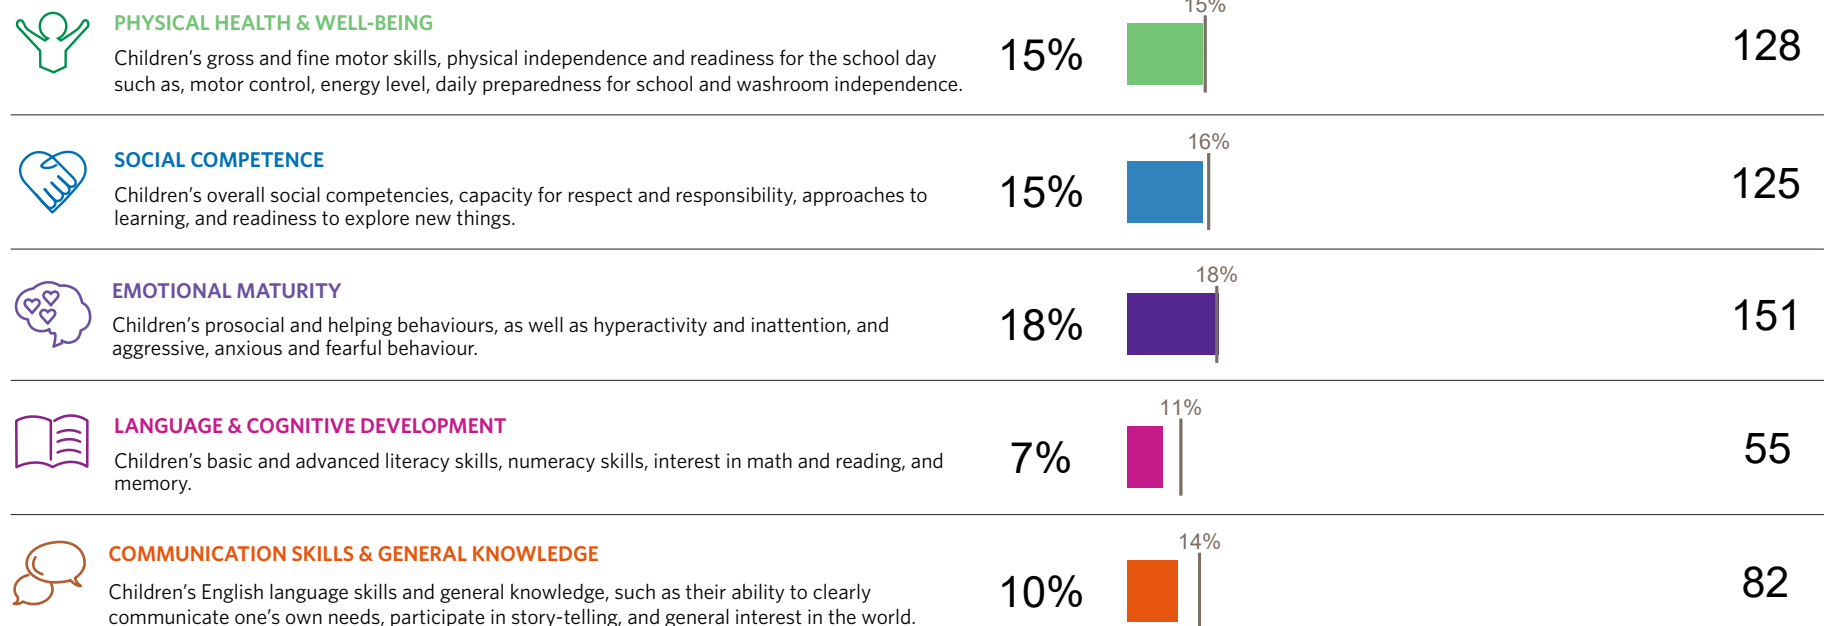 15%
PHYSICAL HEALTH & WELL-BEING
Children’s gross and fine motor skills, physical independence and readiness for the school day
such as, motor control, energy level, daily preparedness for school and washroom independence.
15%
128
16%
SOCIAL COMPETENCE
Children’s overall social competencies, capacity for respect and responsibility, approaches to
learning, and readiness to explore new things.
15%
125
18%
EMOTIONAL MATURITY
Children’s prosocial and helping behaviours, as well as hyperactivity and inattention, and
aggressive, anxious and fearful behaviour.
18%
151
11%
LANGUAGE & COGNITIVE DEVELOPMENT
Children’s basic and advanced literacy skills, numeracy skills, interest in math and reading, and
memory.
7%
55
14%
COMMUNICATION SKILLS & GENERAL KNOWLEDGE
Children’s English language skills and general knowledge, such as their ability to clearly
communicate one’s own needs, participate in story-telling, and general interest in the world.
10%
82